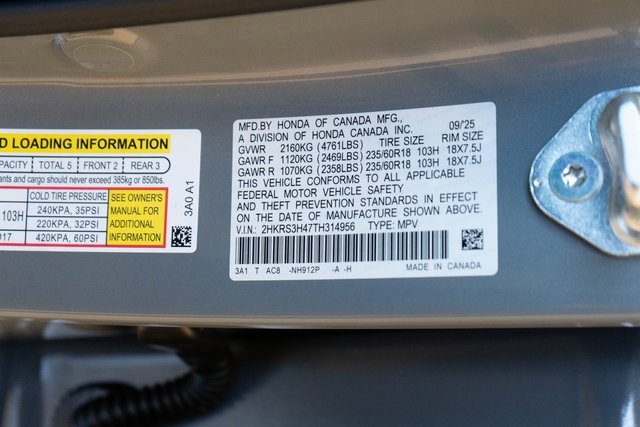 D LOADING INFORMATION
PACITY TOTAL 5 FRONT 2 REAR 3
ants and cargo should never exceed 385kg or 850lbs.
COLD TIRE PRESSURE
103H 240KPA, 35PSI
220KPA, 32PSI
D17 420KPA, 60PSI
SEE OWNER'S
MANUAL FOR
ADDITIONAL
INFORMATION
3A0 A1
MFD.BY HONDA OF CANADA MFG., 09/25
A DIVISION OF HONDA CANADA INC.
GVWR 2160KG (4761LBS) TIRE SIZE RIM SIZE
GAWR F 1120KG (2469LBS) 235/60R18 103H 18X7.5J
GAWR R 1070KG (2358LBS) 235/60R18 103H 18X7.5J
THIS VEHICLE CONFORMS TO ALL APPLICABLE
FEDERAL MOTOR VEHICLE SAFETY
AND THEFT PREVENTION STANDARDS IN EFFECT
ON THE DATE OF MANUFACTURE SHOWN ABOVE.
V.I.N.: 2HKRS3H47TH314956 TYPE: MPV
3A1 T AC8 -NH912P -A -H MADE IN CANADA